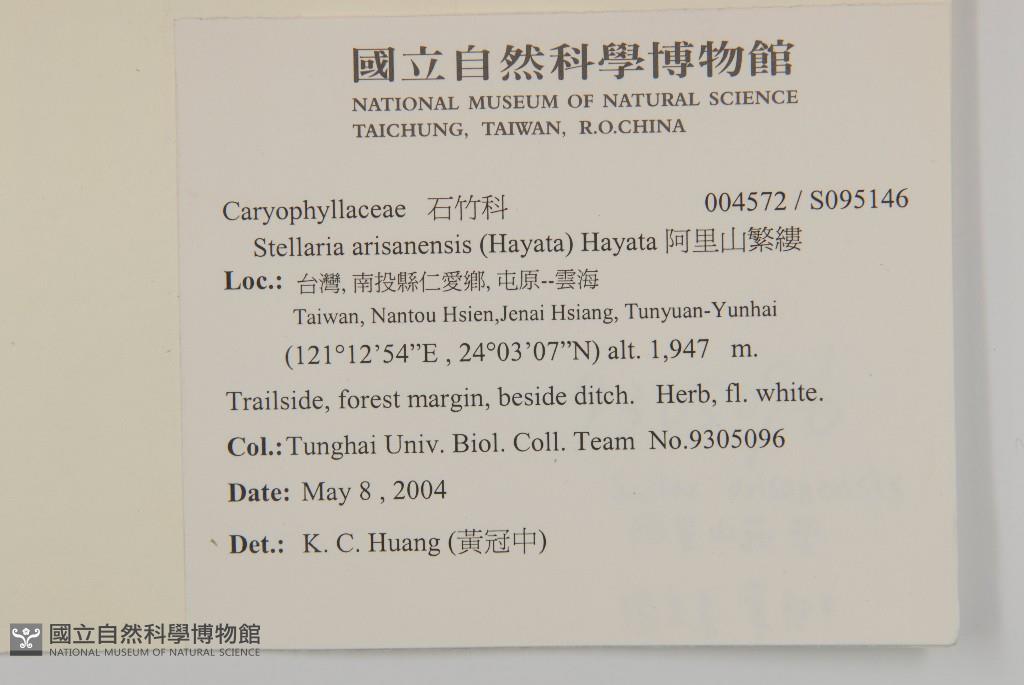 國立自然科學博物館
NATIONAL MUSEUM OF NATURAL SCIENCE
TAICHUNG, TAIWAN, R.O.CHINA
Caryophyllaceae 石竹科 004572 / S095146
Stellaria arisanensis (Hayata) Hayata 阿里山繁縷
Loc.: 台灣, 南投縣仁愛鄉, 屯原--雲海
Taiwan, Nantou Hsien,Jenai Hsiang, Tunyuan-Yunhai
(121°12’54”E , 24°03’07”N) alt. 1,947 m.
Trailside, forest margin, beside ditch. Herb, fl. white.
Col.: Tunghai Univ. Biol. Coll. Team No.9305096
Date: May 8 , 2004
Det.: K. C. Huang (黃冠中)
國立自然科學博物館
NATIONAL MUSEUM OF NATURAL SCIENCE